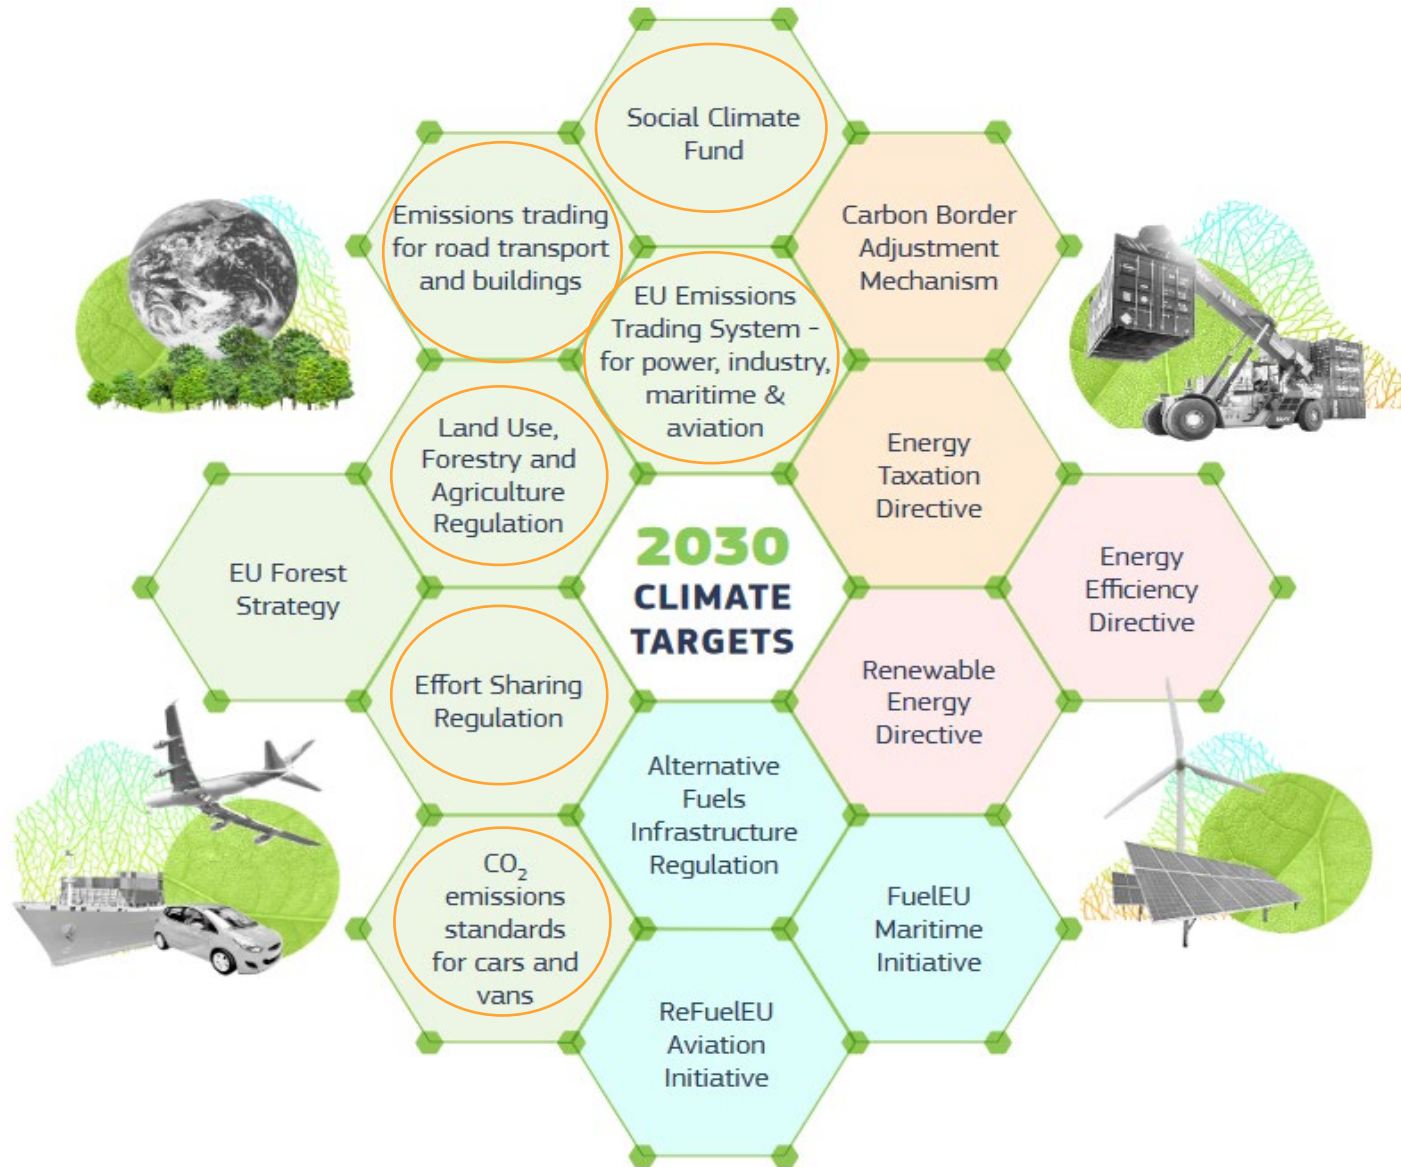 Social Climate
Fund
Emissions trading
for road transport
and buildings
Carbon Border
Adjustment
Mechanism
EU Emissions
Trading System -
for power, industry,
maritime &
aviation
Land Use,
Forestry and
Agriculture
Regulation
Energy
Taxation
Directive
2030
CLIMATE
TARGETS
EU Forest
Strategy
Energy
Efficiency
Directive
Effort Sharing
Regulation
Renewable
Energy
Directive
Alternative
Fuels
Infrastructure
Regulation
CO₂
emissions
standards
for cars and
vans
FuelEU
Maritime
Initiative
ReFuelEU
Aviation
Initiative